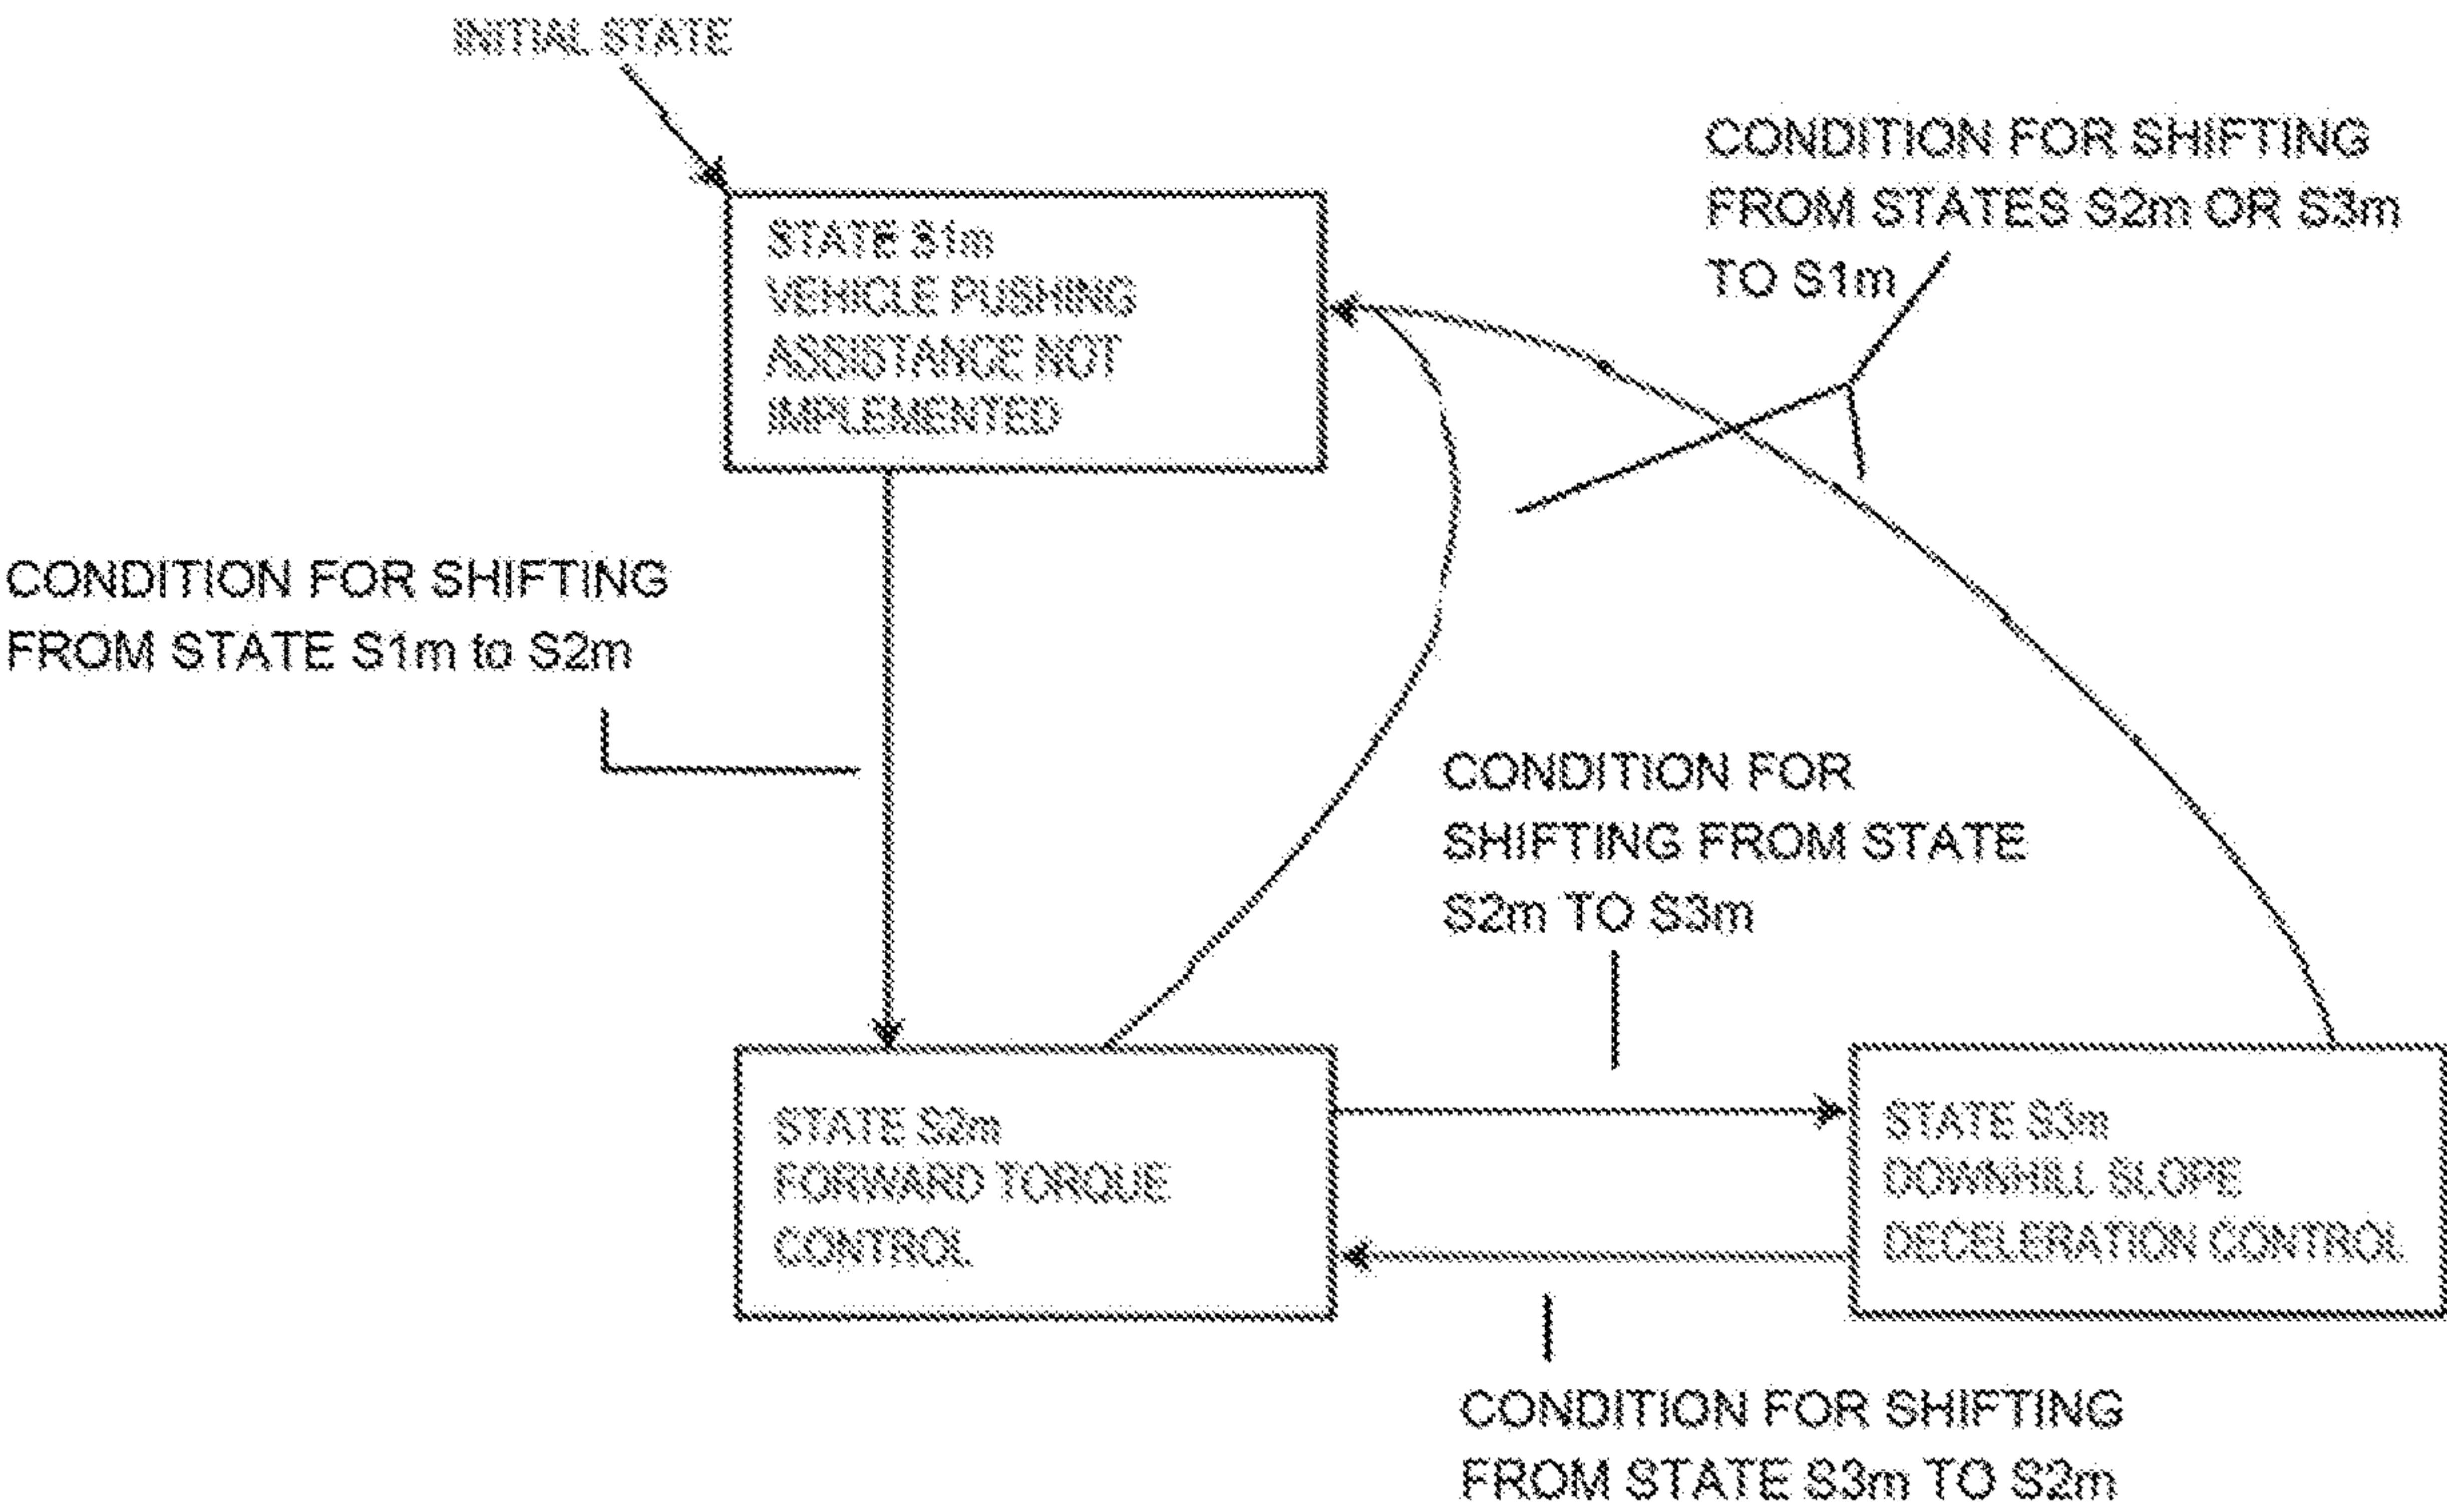 INITIAL STATE
CONDITION FOR SHIFTING
FROM STATES S2m OR S3m
TO S1m
STATE S1m
VEHICLE PUSHING
ASSISTANCE NOT
IMPLEMENTED
CONDITION FOR SHIFTING
FROM STATE S1m to S2m
CONDITION FOR
SHIFTING FROM STATE
S2m TO S3m
STATE S2m
FORWARD TORQUE
CONTROL
STATE S3m
DOWNHILL SLOPE
DECELERATION CONTROL
CONDITION FOR SHIFTING
FROM STATE S3m TO S2m